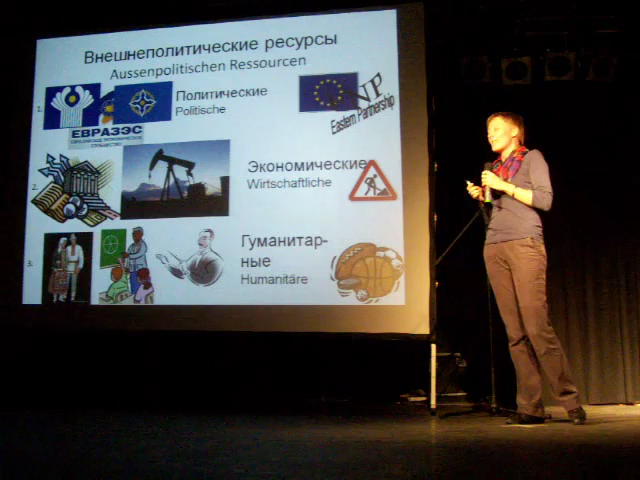 Внешнеполитические ресурсы
Aussenpolitischen Ressourcen
1.
Политические
Politische
NP
Eastern Partnership
ЕВРАЗЭС
2.
Экономические
Wirtschaftliche
3.
Гуманитар-
ные
Humanitäre